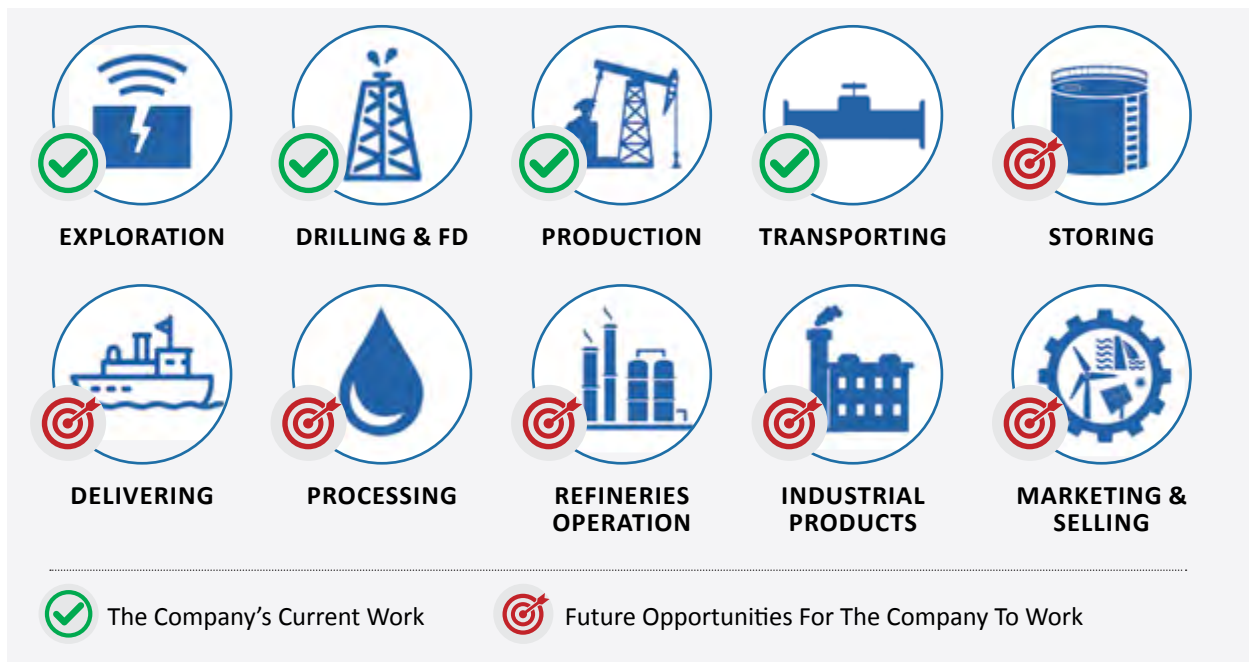 EXPLORATION
DRILLING & FD
PRODUCTION
TRANSPORTING
STORING
DELIVERING
PROCESSING
REFINERIES
OPERATION
INDUSTRIAL
PRODUCTS
MARKETING &
SELLING
The Company’s Current Work
Future Opportunities For The Company To Work